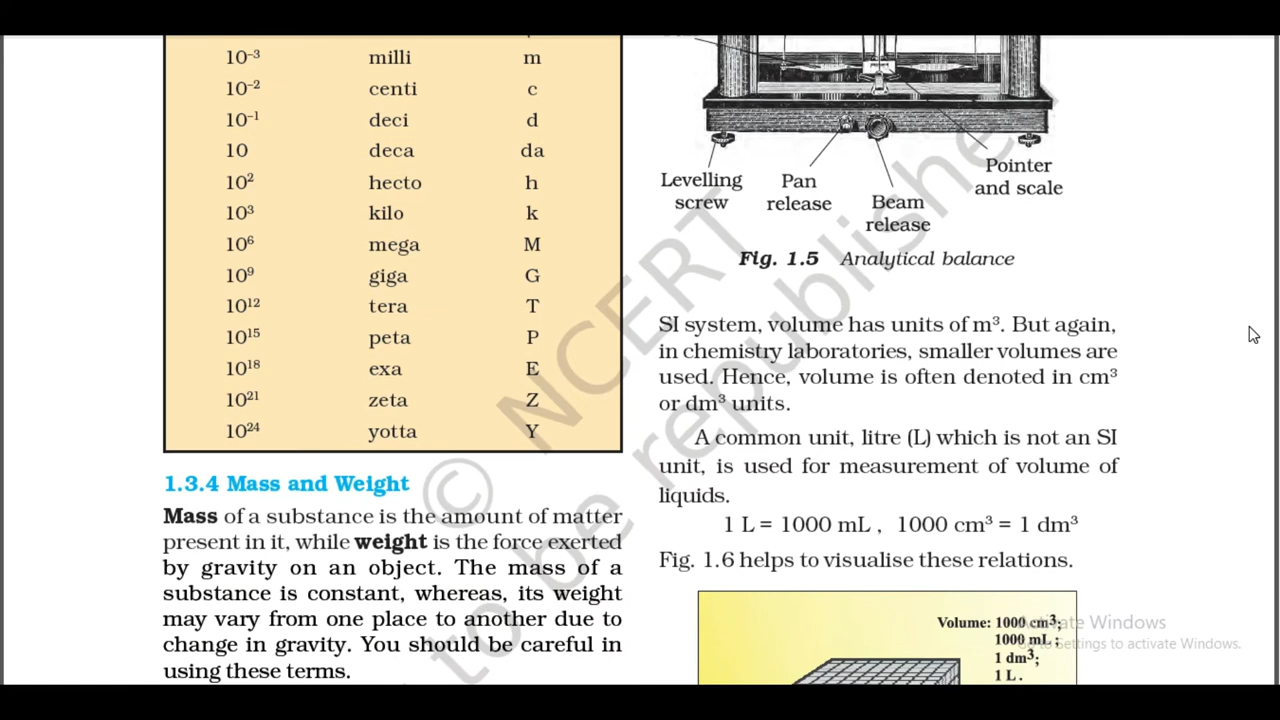 10⁻³ milli m
10⁻² centi c
10⁻¹ deci d
10 deca da
10² hecto h
10³ kilo k
10⁶ mega M
10⁹ giga G
10¹² tera T
10¹⁵ peta P
10¹⁸ exa E
10²¹ zeta Z
10²⁴ yotta Y
1.3.4 Mass and Weight
Mass of a substance is the amount of matter
present in it, while weight is the force exerted
by gravity on an object. The mass of a
substance is constant, whereas, its weight
may vary from one place to another due to
change in gravity. You should be careful in
using these terms.
Levelling
screw
Pan
release
Beam
release
Pointer
and scale
Fig. 1.5 Analytical balance
SI system, volume has units of m³. But again,
in chemistry laboratories, smaller volumes are
used. Hence, volume is often denoted in cm³
or dm³ units.
A common unit, litre (L) which is not an SI
unit, is used for measurement of volume of
liquids.
1 L = 1000 mL , 1000 cm³ = 1 dm³
Fig. 1.6 helps to visualise these relations.
Volume: 1000 cm³;
1000 mL ;
1 dm³;
1 L .
© NCERT
to be republished
Activate Windows
Go to Settings to activate Windows.